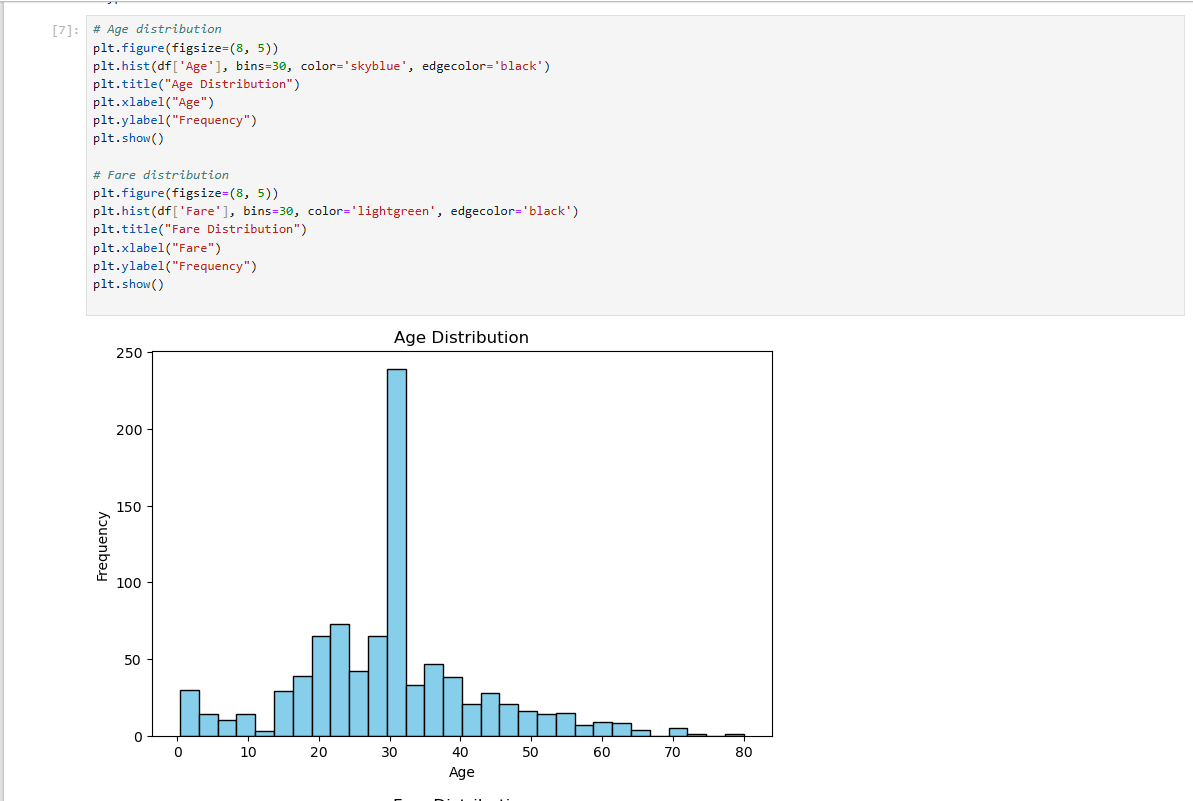 [7]:
# Age distribution
plt.figure(figsize=(8, 5))
plt.hist(df['Age'], bins=30, color='skyblue', edgecolor='black')
plt.title("Age Distribution")
plt.xlabel("Age")
plt.ylabel("Frequency")
plt.show()
# Fare distribution
plt.figure(figsize=(8, 5))
plt.hist(df['Fare'], bins=30, color='lightgreen', edgecolor='black')
plt.title("Fare Distribution")
plt.xlabel("Fare")
plt.ylabel("Frequency")
plt.show()
Age Distribution
250
200
150
100
50
0
Frequency
0 10 20 30 40 50 60 70 80
Age